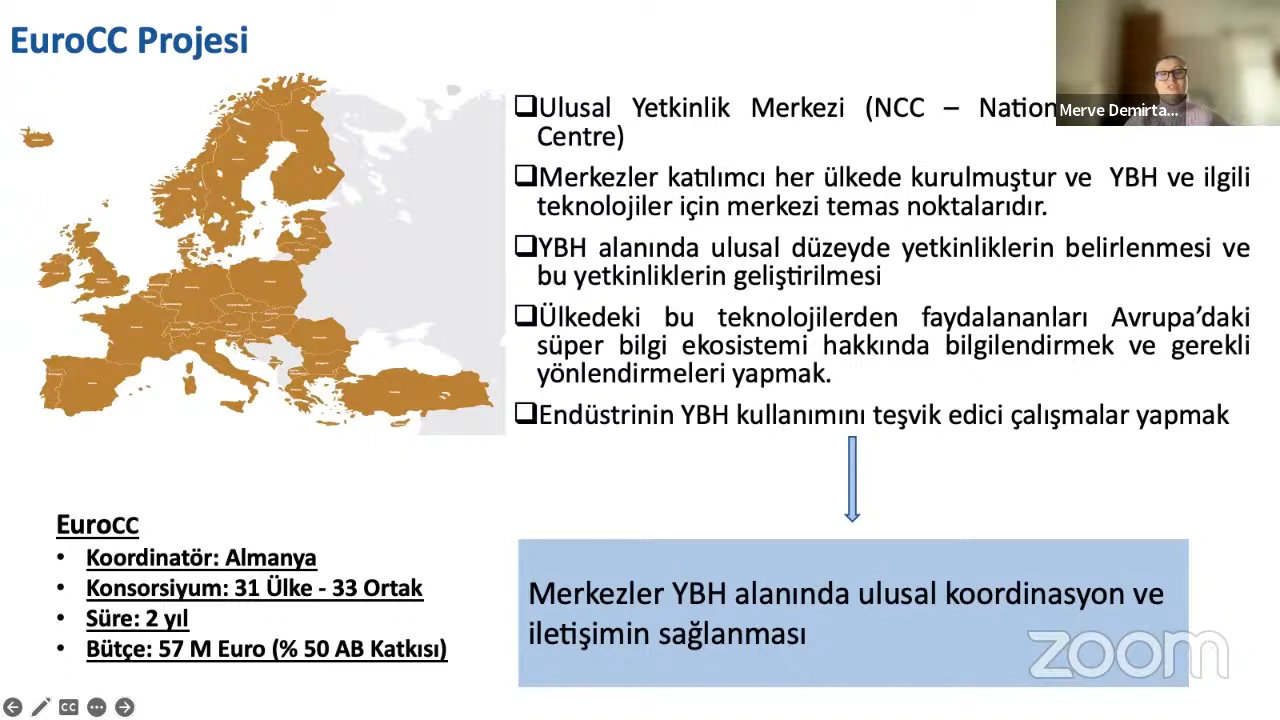 EuroCC Projesi
Merve Demirta...
❑Ulusal Yetkinlik Merkezi (NCC – Nation
Centre)
❑Merkezler katılımcı her ülkede kurulmuştur ve YBH ve ilgili
teknolojiler için merkezi temas noktalarıdır.
❑YBH alanında ulusal düzeyde yetkinliklerin belirlenmesi ve
bu yetkinliklerin geliştirilmesi
❑Ülkedeki bu teknolojilerden faydalananları Avrupa’daki
süper bilgi ekosistemi hakkında bilgilendirmek ve gerekli
yönlendirmeleri yapmak.
❑Endüstrinin YBH kullanımını teşvik edici çalışmalar yapmak
EuroCC
• Koordinatör: Almanya
• Konsorsiyum: 31 Ülke - 33 Ortak
• Süre: 2 yıl
• Bütçe: 57 M Euro (% 50 AB Katkısı)
Merkezler YBH alanında ulusal koordinasyon ve
iletişimin sağlanması
zoom
CC